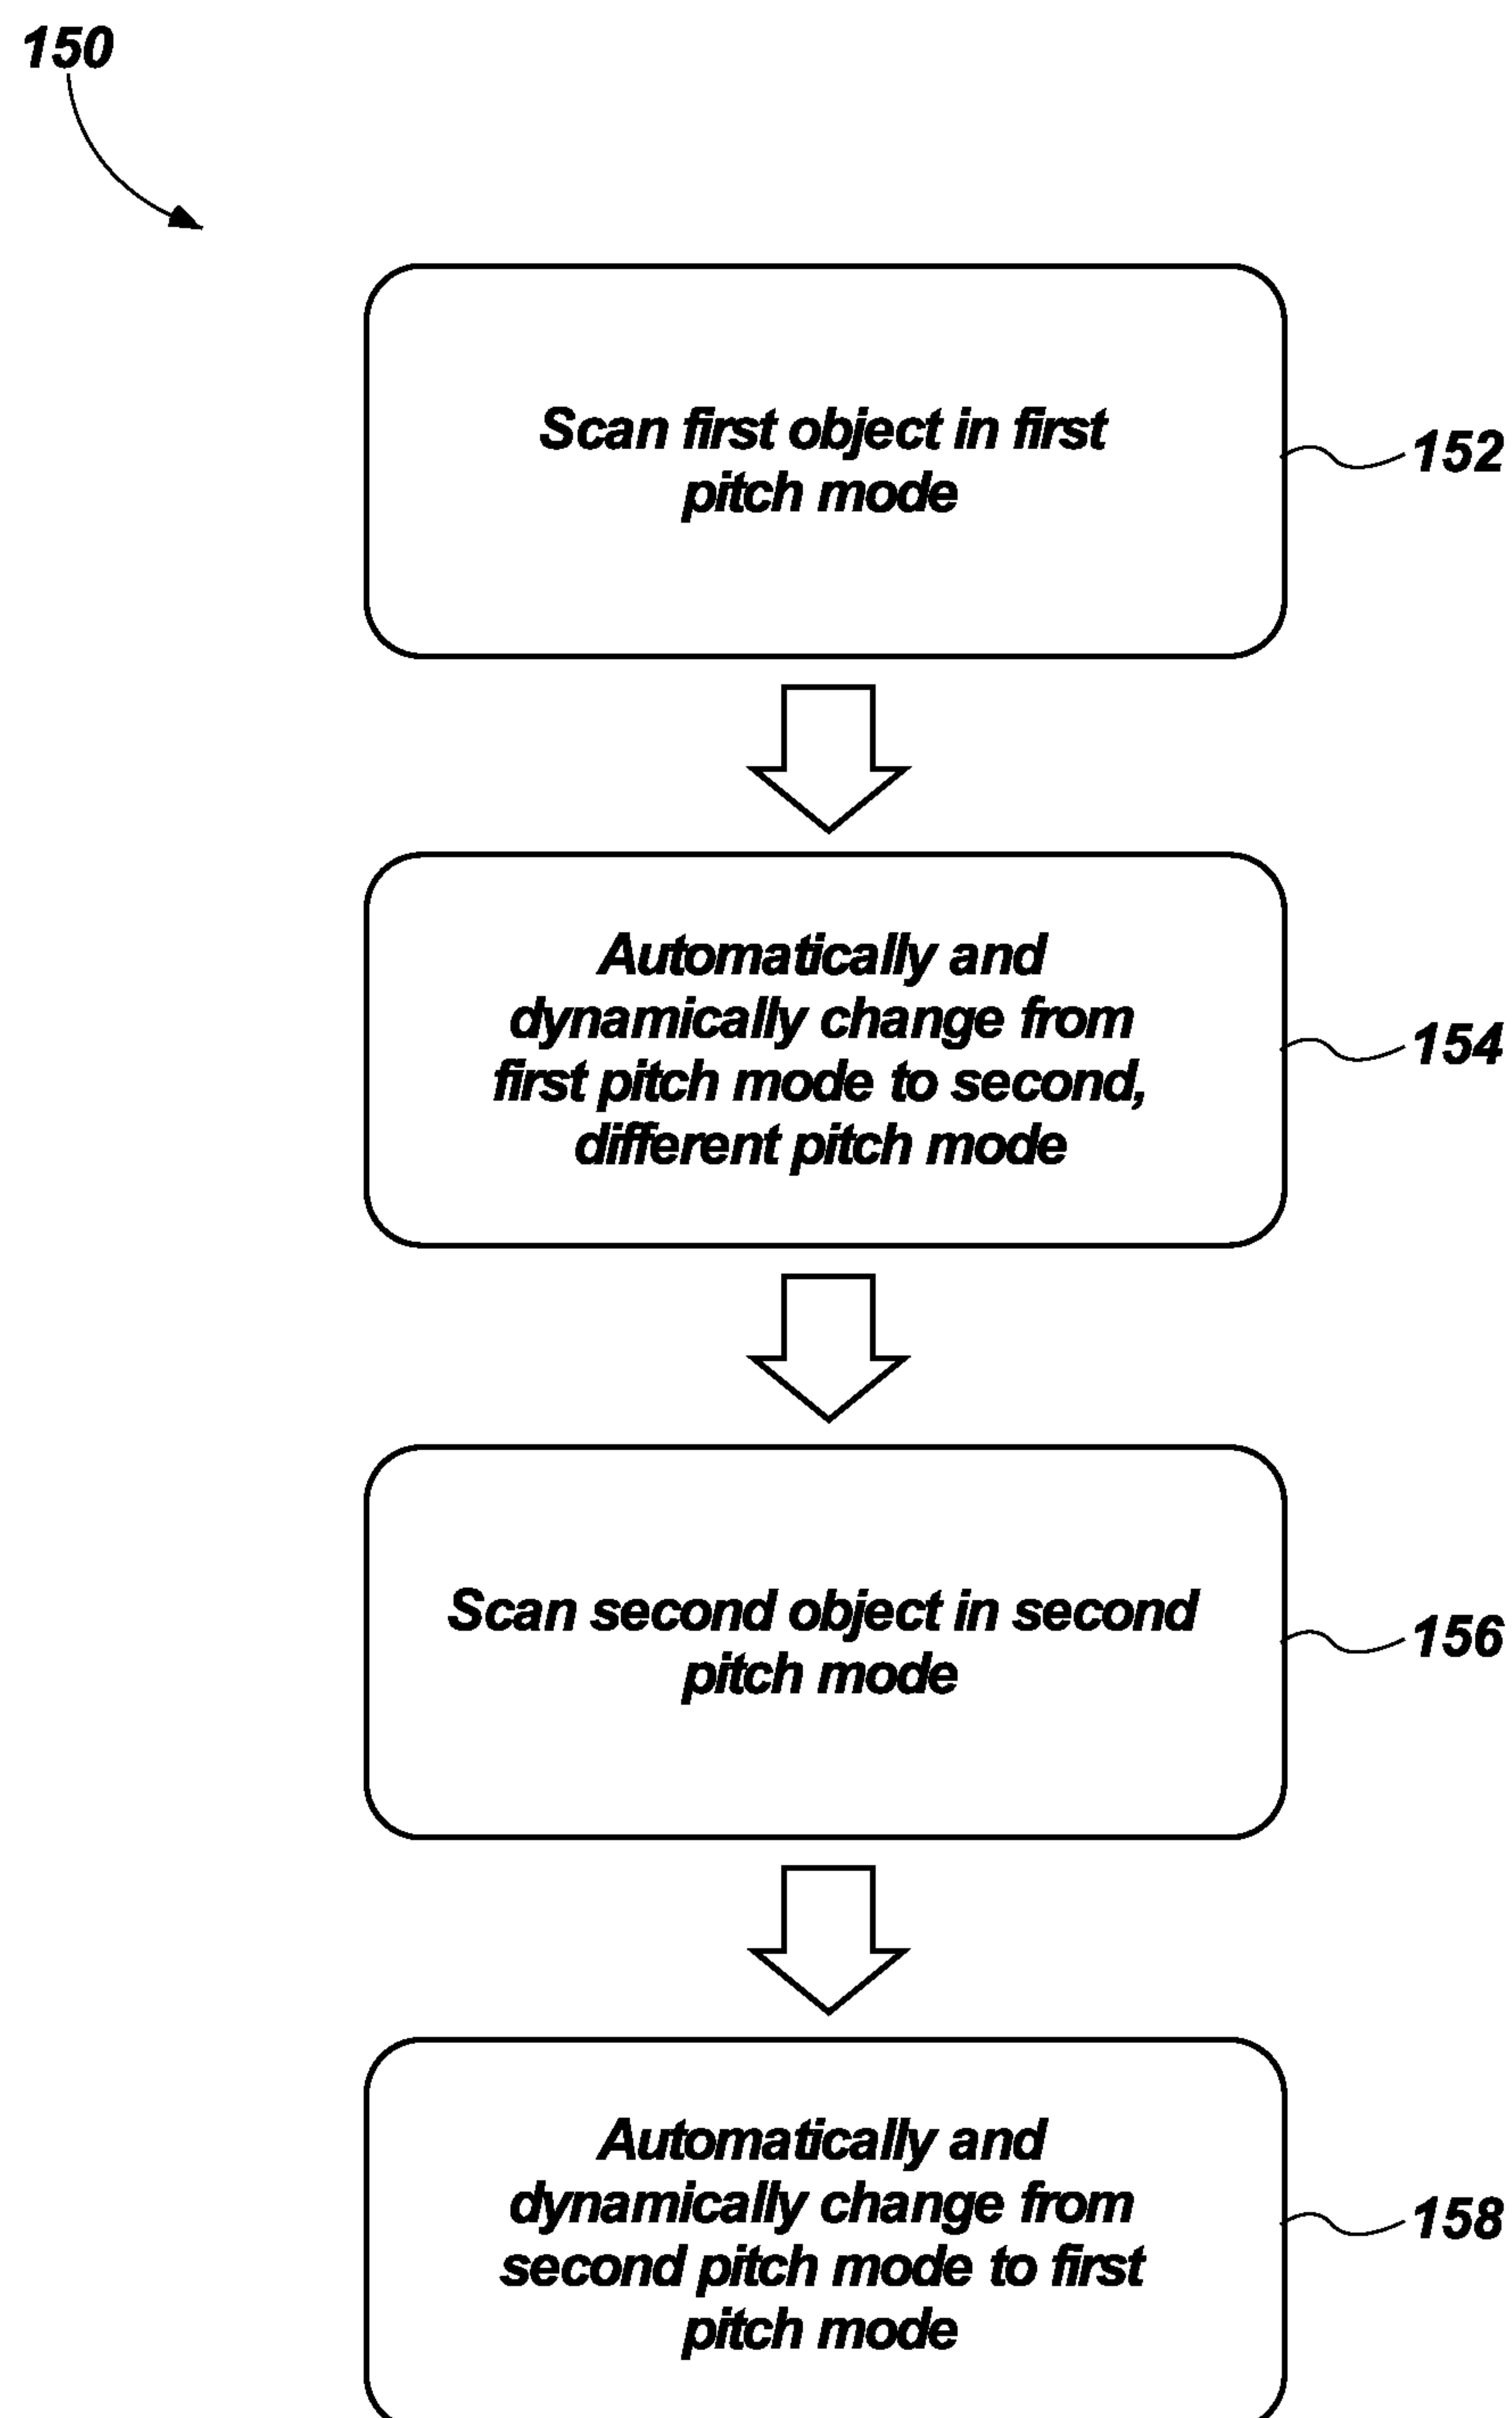 150
Scan first object in first
pitch mode
152
Automatically and
dynamically change from
first pitch mode to second,
different pitch mode
154
Scan second object in second
pitch mode
156
Automatically and
dynamically change from
second pitch mode to first
pitch mode
158